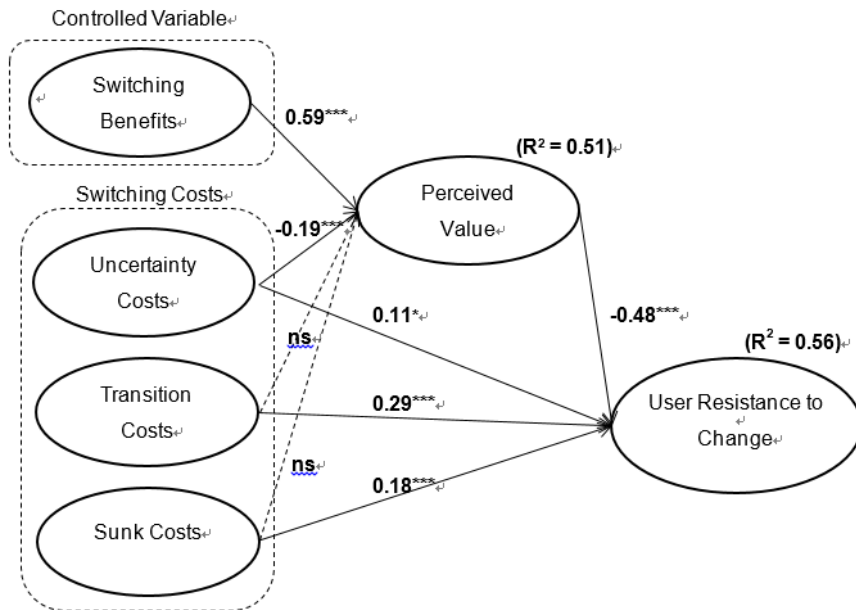 Controlled Variable
Switching
Benefits
0.59***
(R² = 0.51)
Perceived
Value
Switching Costs
-0.19***
Uncertainty
Costs
0.11*
-0.48***
ns
(R² = 0.56)
Transition
Costs
0.29***
User Resistance to
Change
ns
0.18***
Sunk Costs